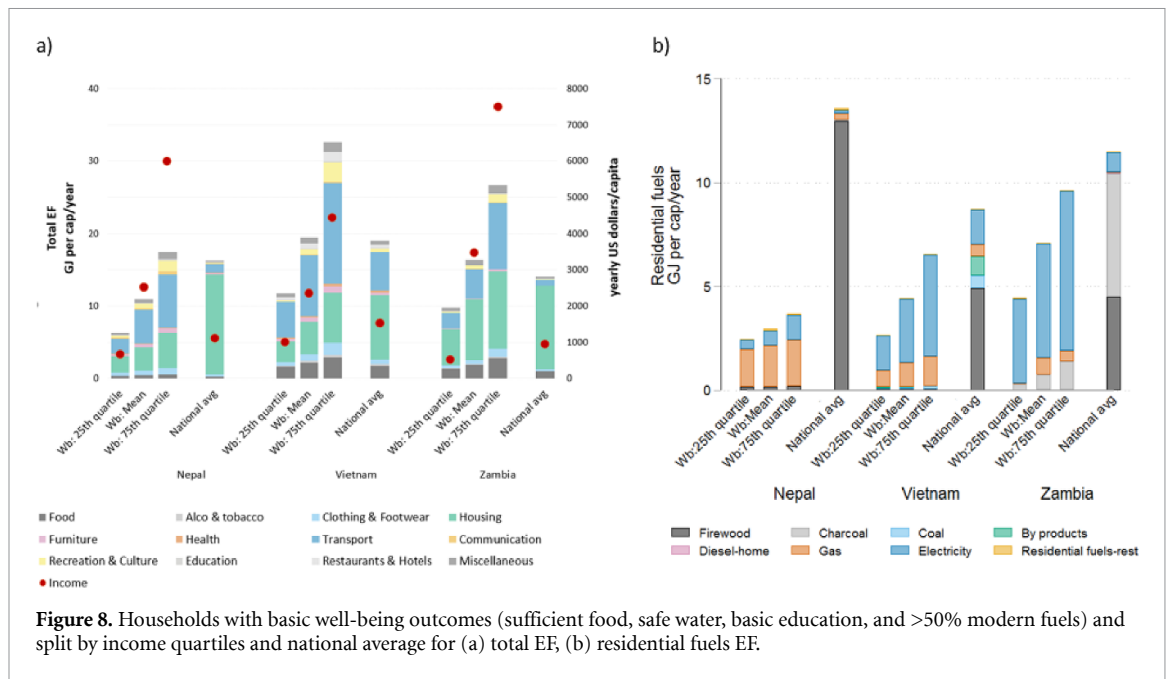 a)
40
30
20
10
0
Total EF
GJ per cap/year
8000
7000
6000
5000
4000
3000
2000
1000
0
yearly US dollars/capita
Wb: 25th quartile
Wb: Mean
Wb: 75th quartile
National avg
Wb: 25th quartile
Wb: Mean
Wb: 75th quartile
National avg
Wb: 25th quartile
Wb: Mean
Wb: 75th quartile
National avg
Nepal Vietnam Zambia
Food Alco & tobacco Clothing & Footwear Housing
Furniture Health Transport Communication
Recreation & Culture Education Restaurants & Hotels Miscellaneous
Income
b)
15
10
5
0
Residential fuels
GJ per cap/year
Wb:25th quartile
Wb:Mean
Wb:75th quartile
National avg
Wb:25th quartile
Wb:Mean
Wb:75th quartile
National avg
Wb:25th quartile
Wb:Mean
Wb:75th quartile
National avg
Nepal Vietnam Zambia
Firewood Charcoal Coal By products
Diesel-home Gas Electricity Residential fuels-rest
Figure 8. Households with basic well-being outcomes (sufficient food, safe water, basic education, and >50% modern fuels) and
split by income quartiles and national average for (a) total EF, (b) residential fuels EF.